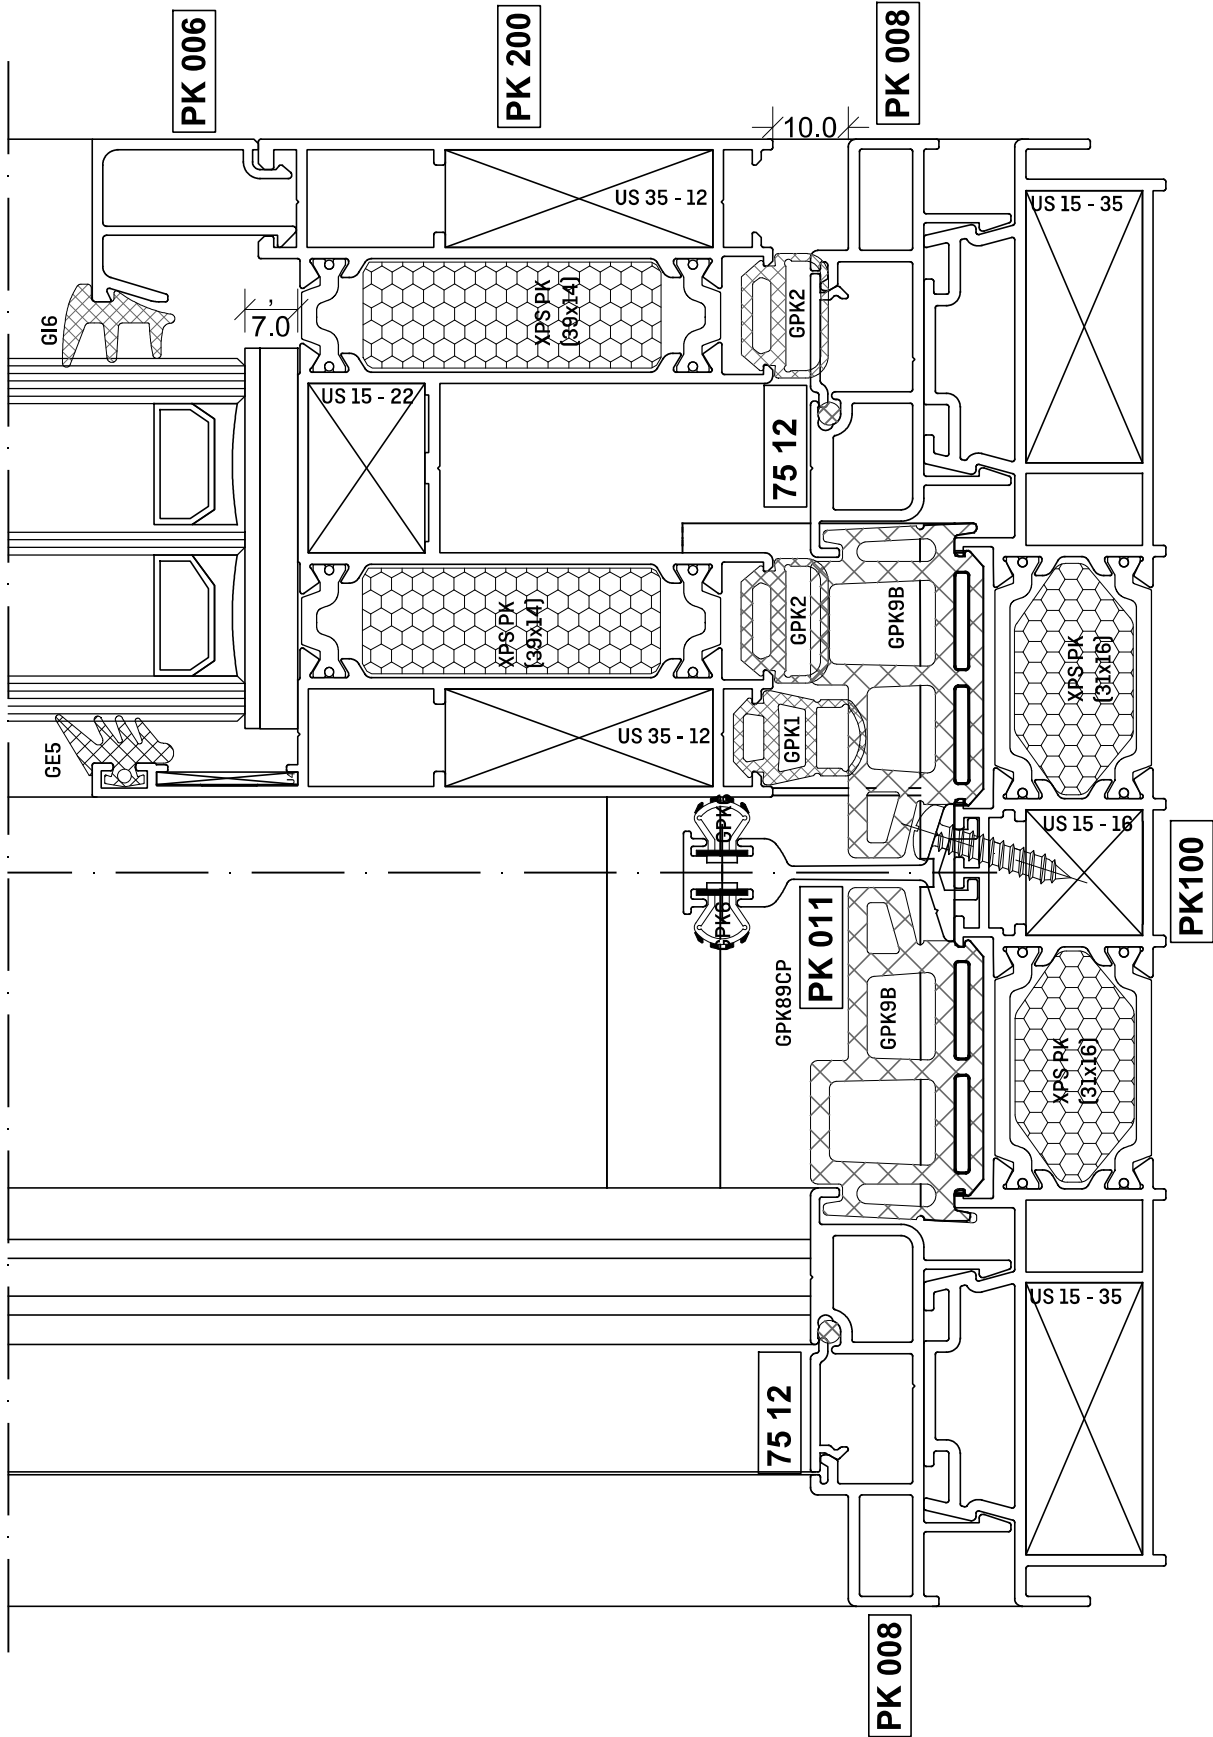 PK 006
PK 200
PK 008
10.0
US 35 - 12
US 15 - 35
GI6
7.0
XPS PK
(39x14)
GPK2
US 15 - 22
75 12
XPS PK
(39x14)
GPK2
GPK9B
XPS PK
(31x16)
GE5
US 35 - 12
GPK1
GPK6
US 15 - 16
PK100
GPK6
PK 011
GPK89CP
GPK9B
XPS PK
(31x16)
US 15 - 35
75 12
PK 008